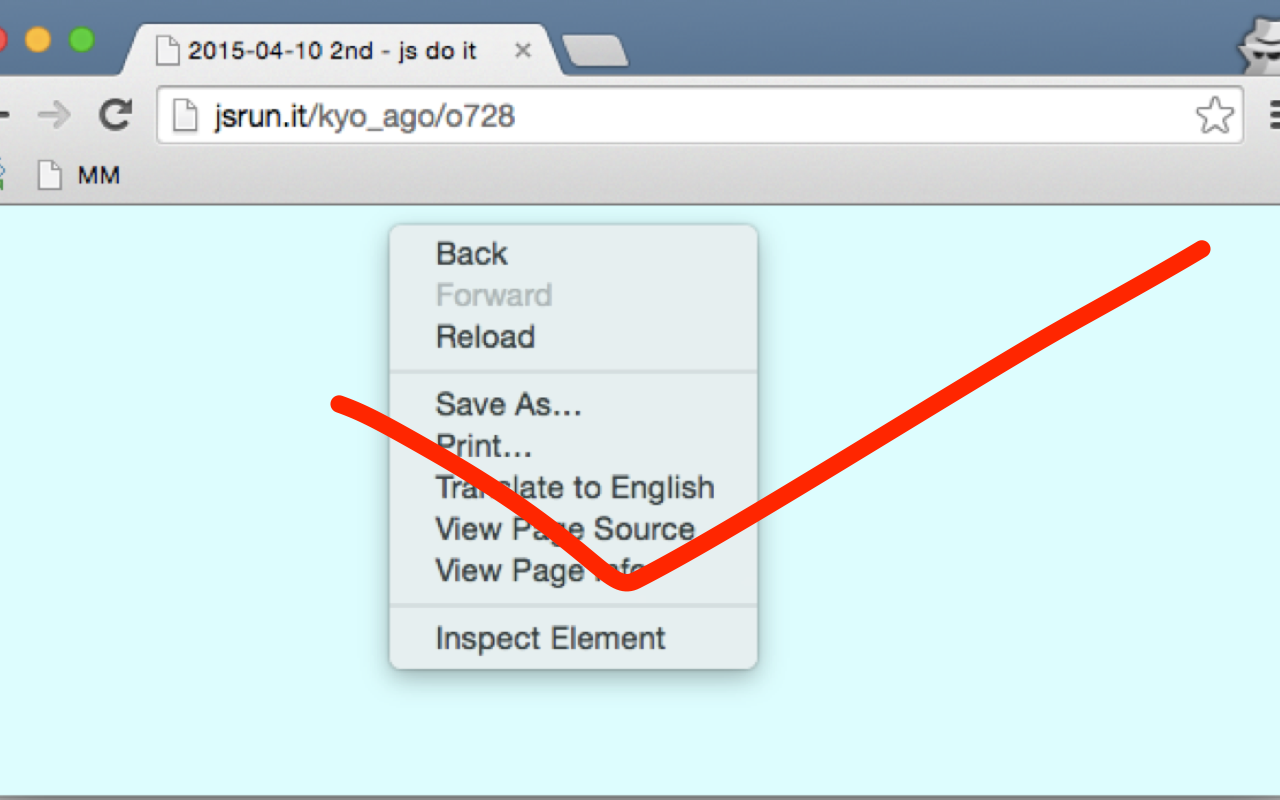 2015-04-10 2nd - js do it
jsrun.it/kyo_ago/o728
MM
Back
Forward
Reload
Save As...
Print...
Translate to English
View Page Source
View Page Info
Inspect Element